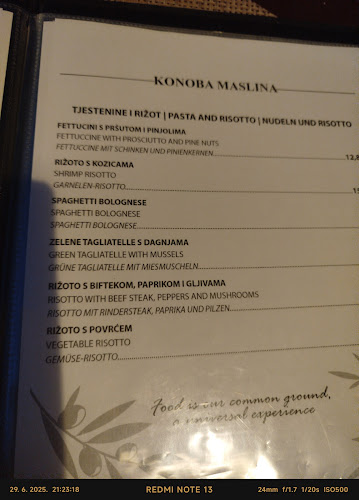 KONOBA MASLINA
TJESTENINE I RIŽOT | PASTA AND RISOTTO | NUDELN UND RISOTTO
FETTUCINI S PRŠUTOM I PINJOLIMA
FETTUCCINE WITH PROSCIUTTO AND PINE NUTS
FETTUCCINE MIT SCHINKEN UND PINIENKERNEN
RIŽOTO S KOZICAMA
SHRIMP RISOTTO
GARNELEN-RISOTTO
SPAGHETTI BOLOGNESE
SPAGHETTI BOLOGNESE
SPAGHETTI BOLOGNESE
ZELENE TAGLIATELLE S DAGNJAMA
GREEN TAGLIATELLE WITH MUSSELS
GRÜNE TAGLIATELLE MIT MIESMUSCHELN
RIŽOTO S BIFTEKOM, PAPRIKOM I GLJIVAMA
RISOTTO WITH BEEF STEAK, PEPPERS AND MUSHROOMS
RISOTTO MIT RINDERSTEAK, PAPRIKA UND PILZEN
RIŽOTO S POVRĆEM
VEGETABLE RISOTTO
GEMÜSE-RISOTTO
Food is our common ground,
a universal experience
29. 6. 2025. 21:23:18 REDMI NOTE 13 24mm f/1.7 1/20s ISO500